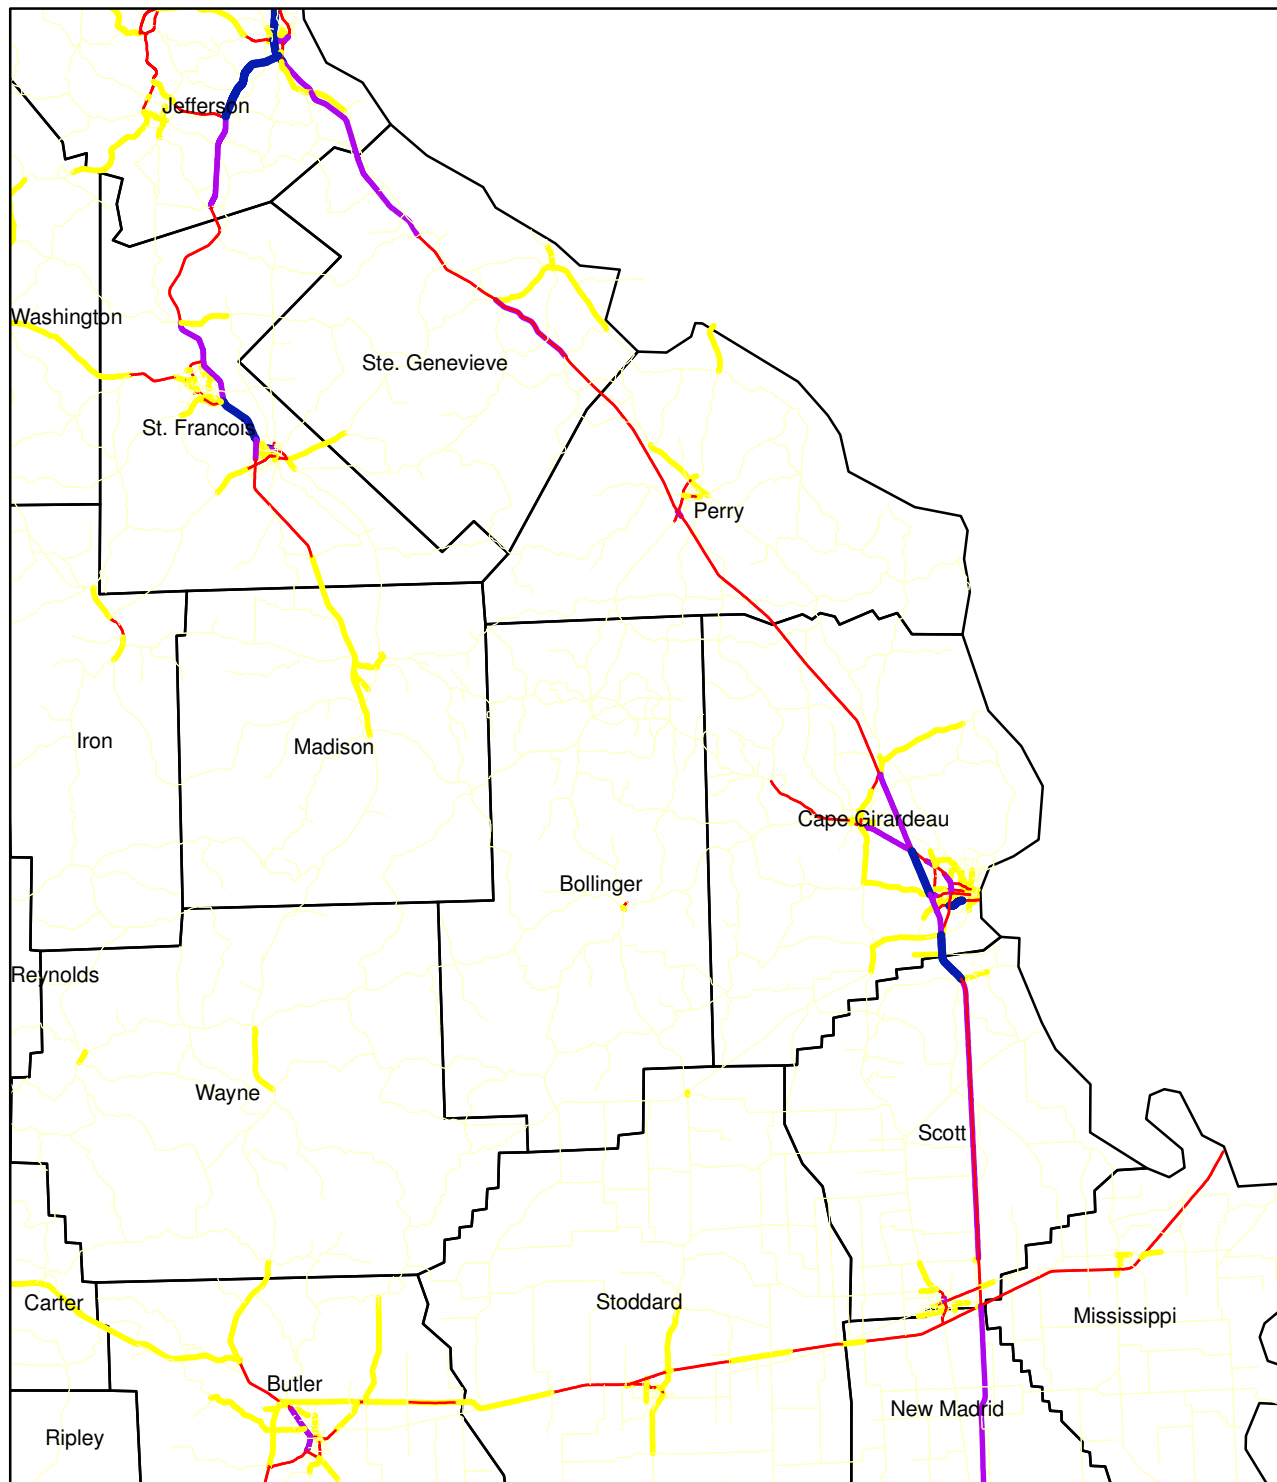 Jefferson
Washington
Ste. Genevieve
St. Francois
Perry
Iron
Madison
Cape Girardeau
Bollinger
Reynolds
Wayne
Scott
Carter
Stoddard
Mississippi
Butler
New Madrid
Ripley